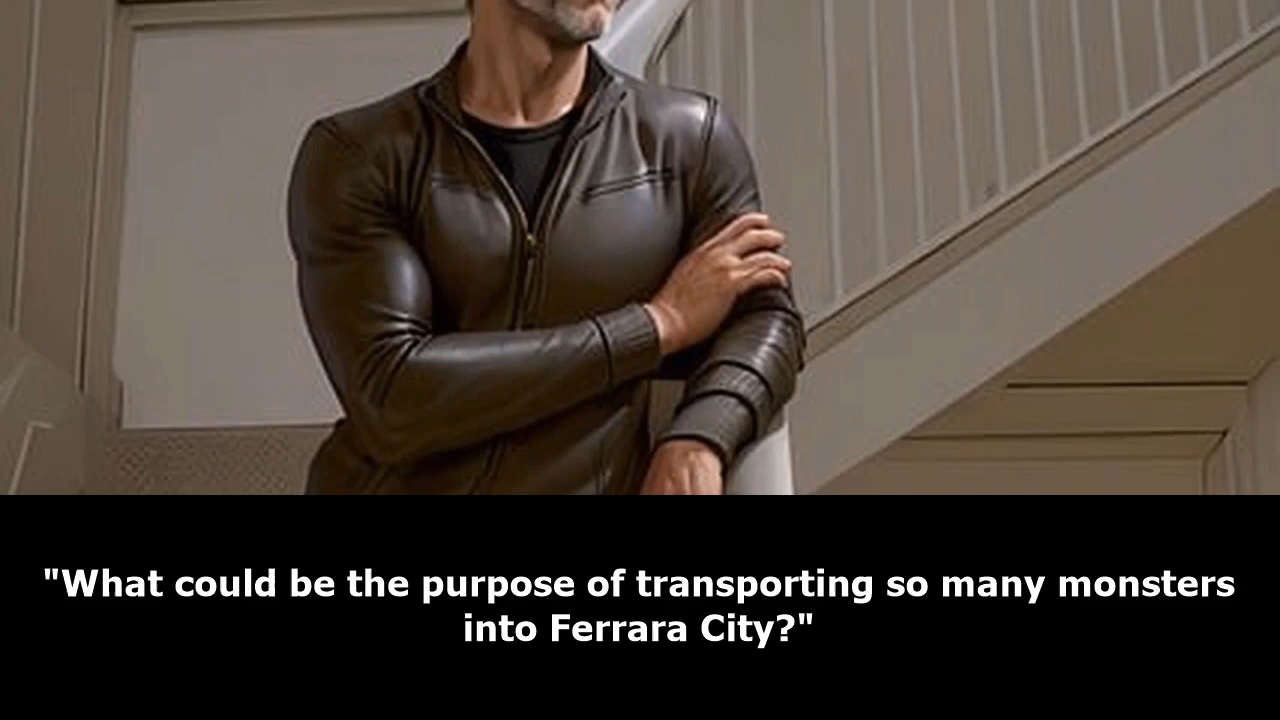 "What could be the purpose of transporting so many monsters
into Ferrara City?"